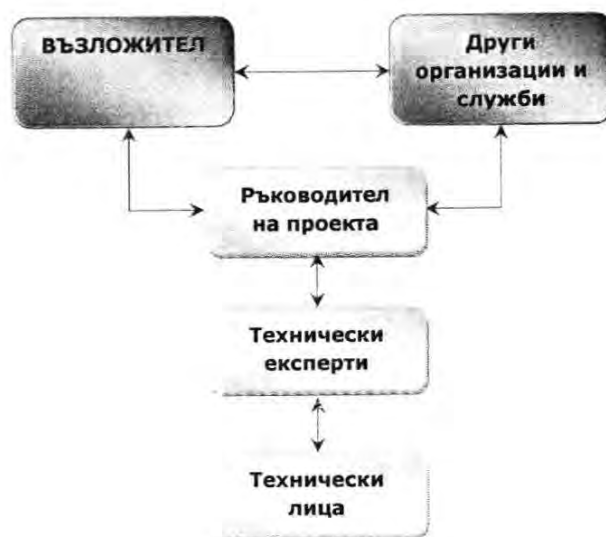 ВЪЗЛОЖИТЕЛ
Други
организации и
служби
Ръководител
на проекта
Технически
експерти
Технически
лица